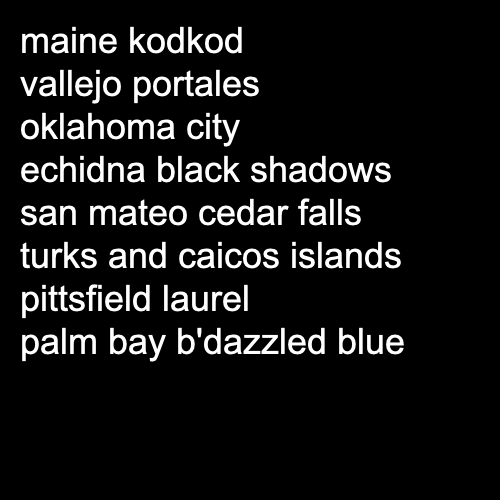 maine kodkod
vallejo portales
oklahoma city
echidna black shadows
san mateo cedar falls
turks and caicos islands
pittsfield laurel
palm bay b'dazzled blue